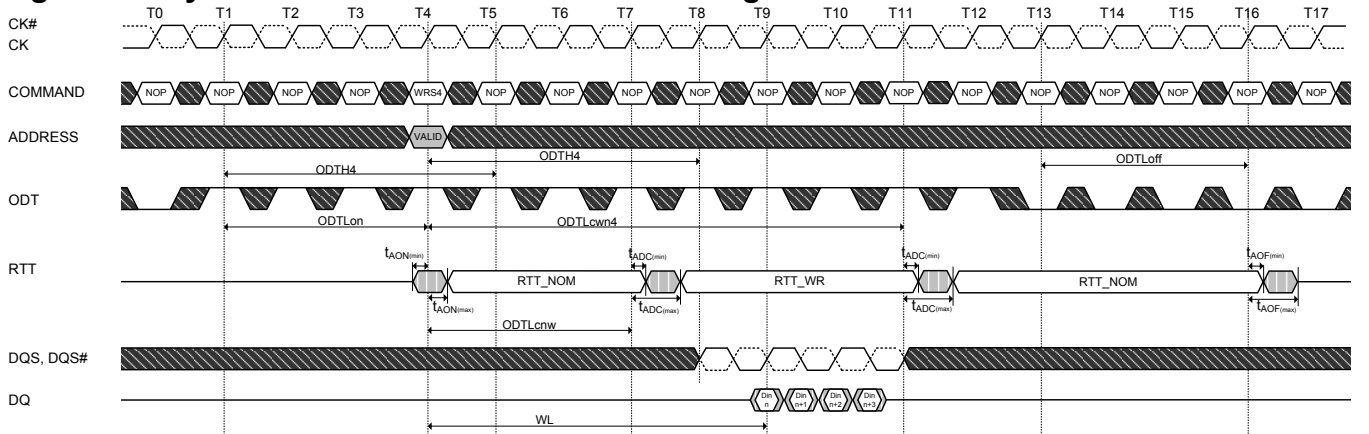 T0 T1 T2 T3 T4 T5 T6 T7 T8 T9 T10 T11 T12 T13 T14 T15 T16 T17
CK#
CK
COMMAND NOP NOP NOP NOP WRS4 NOP NOP NOP NOP NOP NOP NOP NOP NOP NOP NOP NOP NOP
ADDRESS VALID
ODTH4 ODTLoff
ODTH4
ODT
ODTLon ODTLcwn4
tAON(min) tADC(min) tADC(min) tAOF(min)
RTT RTT_NOM RTT_WR RTT_NOM
tAON(max) tADC(max) tADC(max) tAOF(max)
ODTLcnw
DQS, DQS#
DQ Din n Din n+1 Din n+2 Din n+3
WL